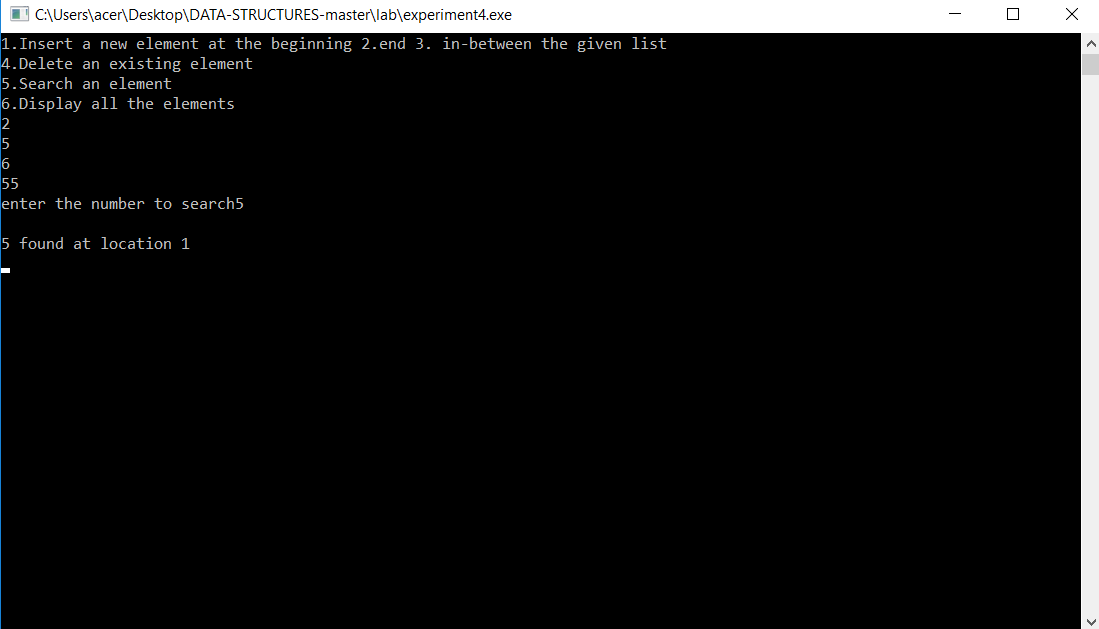 C:\Users\acer\Desktop\DATA-STRUCTURES-master\lab\experiment4.exe
1.Insert a new element at the beginning 2.end 3. in-between the given list
4.Delete an existing element
5.Search an element
6.Display all the elements
2
5
6
55
enter the number to search5
5 found at location 1